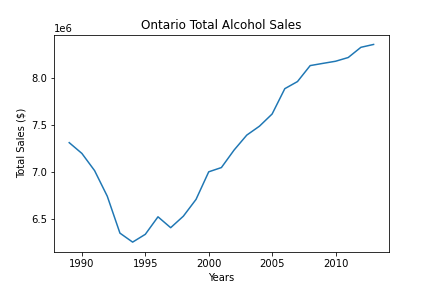 Ontario Total Alcohol Sales
1e6
8.0
7.5
7.0
6.5
Total Sales ($)
1990 1995 2000 2005 2010
Years